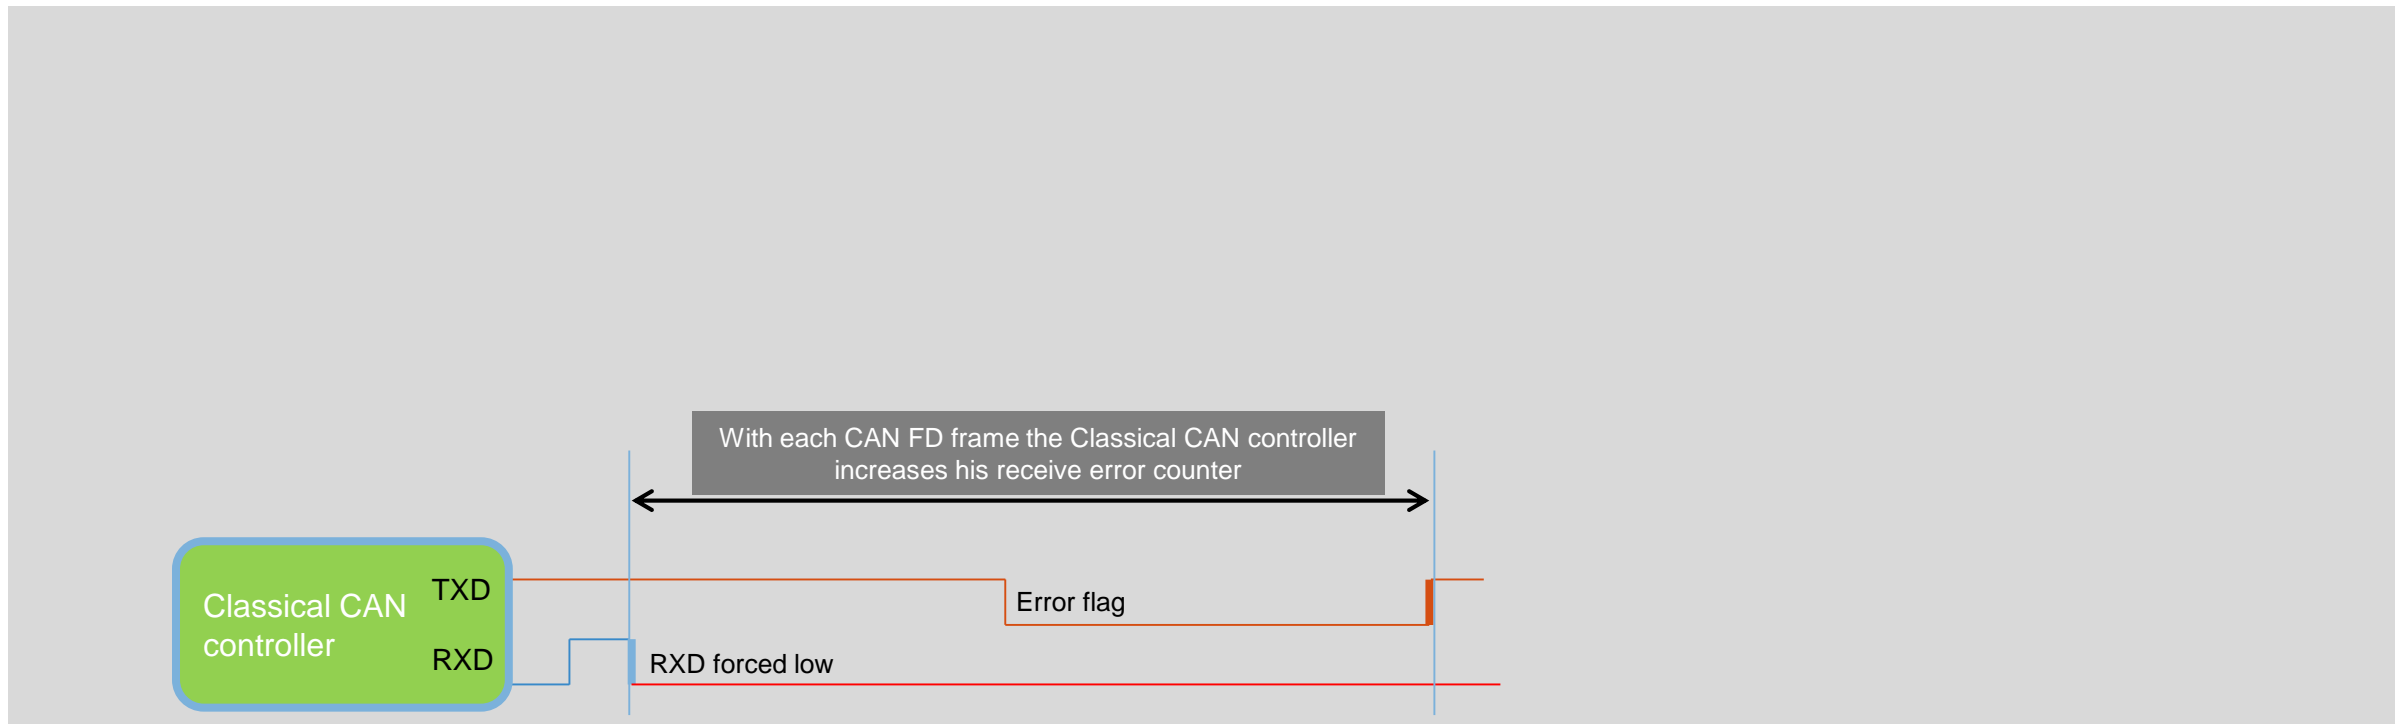 With each CAN FD frame the Classical CAN controller
increases his receive error counter
TXD
Classical CAN
controller
RXD
Error flag
RXD forced low